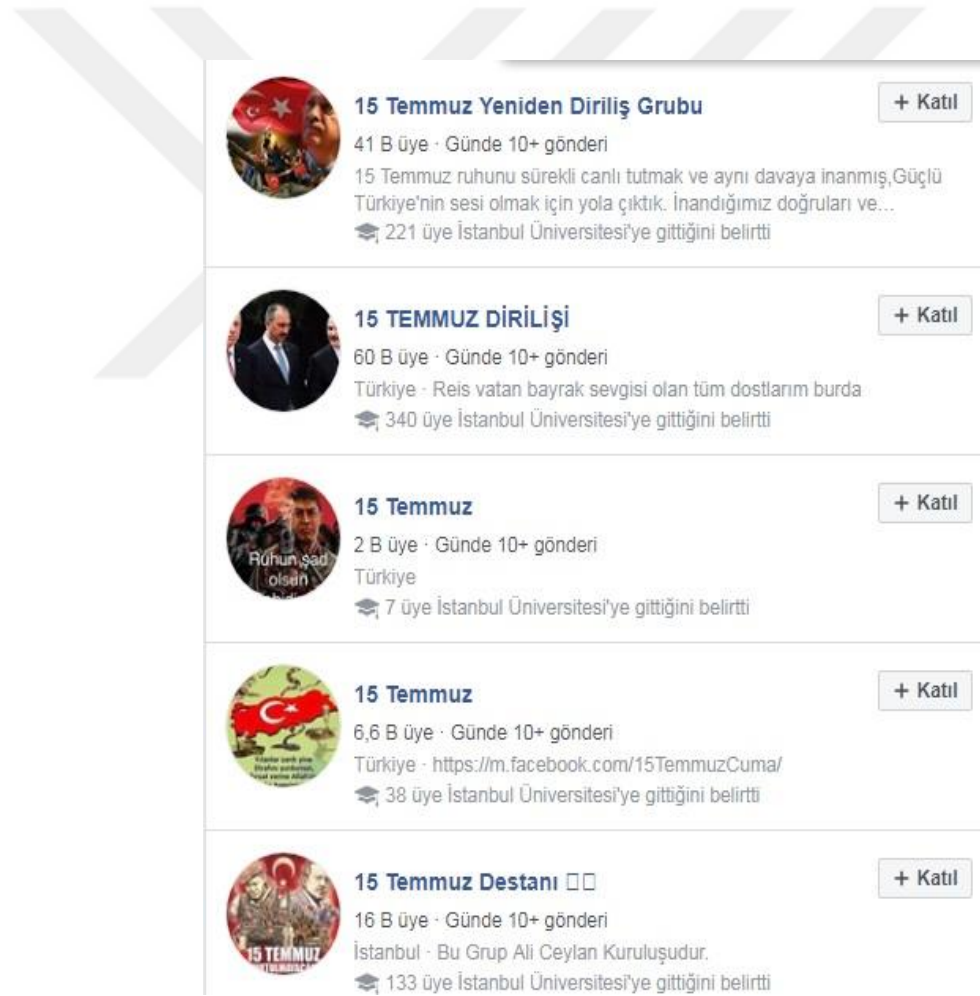 15 Temmuz Yeniden Diriliş Grubu
+ Katıl
41 B üye · Günde 10+ gönderi
15 Temmuz ruhunu sürekli canlı tutmak ve aynı davaya inanmış,Güçlü
Türkiye'nin sesi olmak için yola çıktık. İnandığımız doğruları ve...
221 üye İstanbul Üniversitesi'ye gittiğini belirtti
15 TEMMUZ DİRİLİŞİ
+ Katıl
60 B üye · Günde 10+ gönderi
Türkiye · Reis vatan bayrak sevgisi olan tüm dostlarım burda
340 üye İstanbul Üniversitesi'ye gittiğini belirtti
15 Temmuz
+ Katıl
2 B üye · Günde 10+ gönderi
Türkiye
7 üye İstanbul Üniversitesi'ye gittiğini belirtti
Ruhun şad
olsun
15 Temmuz
+ Katıl
6,6 B üye · Günde 10+ gönderi
Türkiye · https://m.facebook.com/15TemmuzCuma/
38 üye İstanbul Üniversitesi'ye gittiğini belirtti
15 Temmuz Destanı □□
+ Katıl
16 B üye · Günde 10+ gönderi
İstanbul · Bu Grup Ali Ceylan Kuruluşudur.
133 üye İstanbul Üniversitesi'ye gittiğini belirtti
15 TEMMUZ